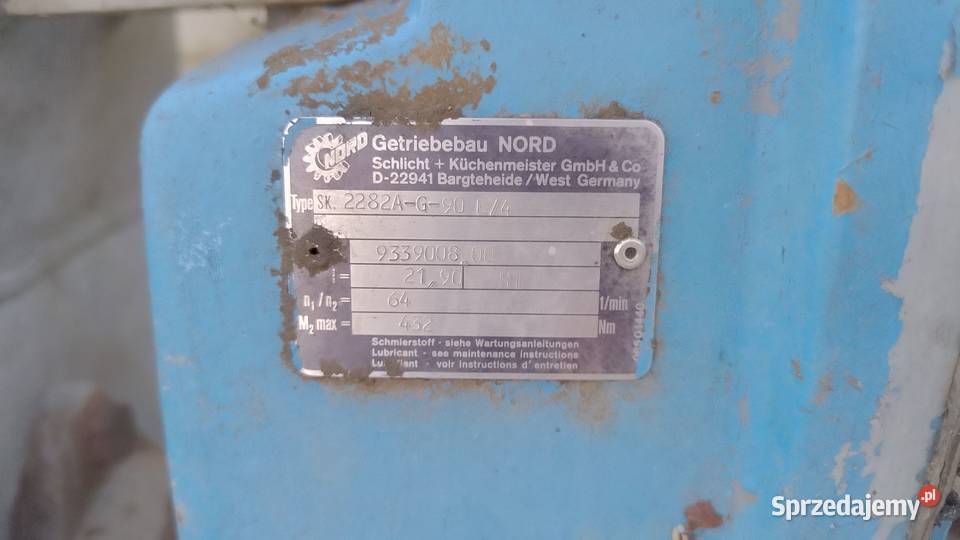 NORD
Getriebebau NORD
Schlicht + Küchenmeister GmbH & Co
D-22941 Bargteheide / West Germany
Type SK. 2282A-G-90 L/4
9339008.00
i = 21,90
n1 / n2 = 64 1/min
M2 max = 432 Nm
Schmierstoff - siehe Wartungsanleitungen
Lubricant - see maintenance instructions
Lubrifiant - voir instructions d'entretien
Sprzedajemy.pl